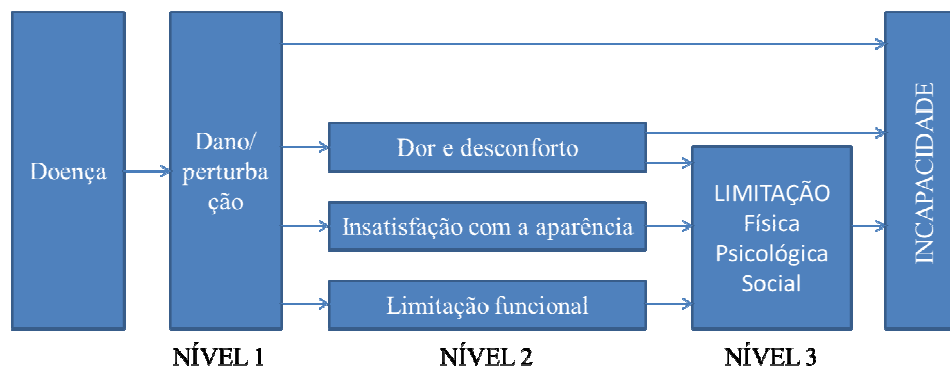 Doença
Dano/
perturba
ção
Dor e desconforto
Insatisfação com a aparência
Limitação funcional
LIMITAÇÃO
Física
Psicológica
Social
INCAPACIDADE
NÍVEL 1
NÍVEL 2
NÍVEL 3